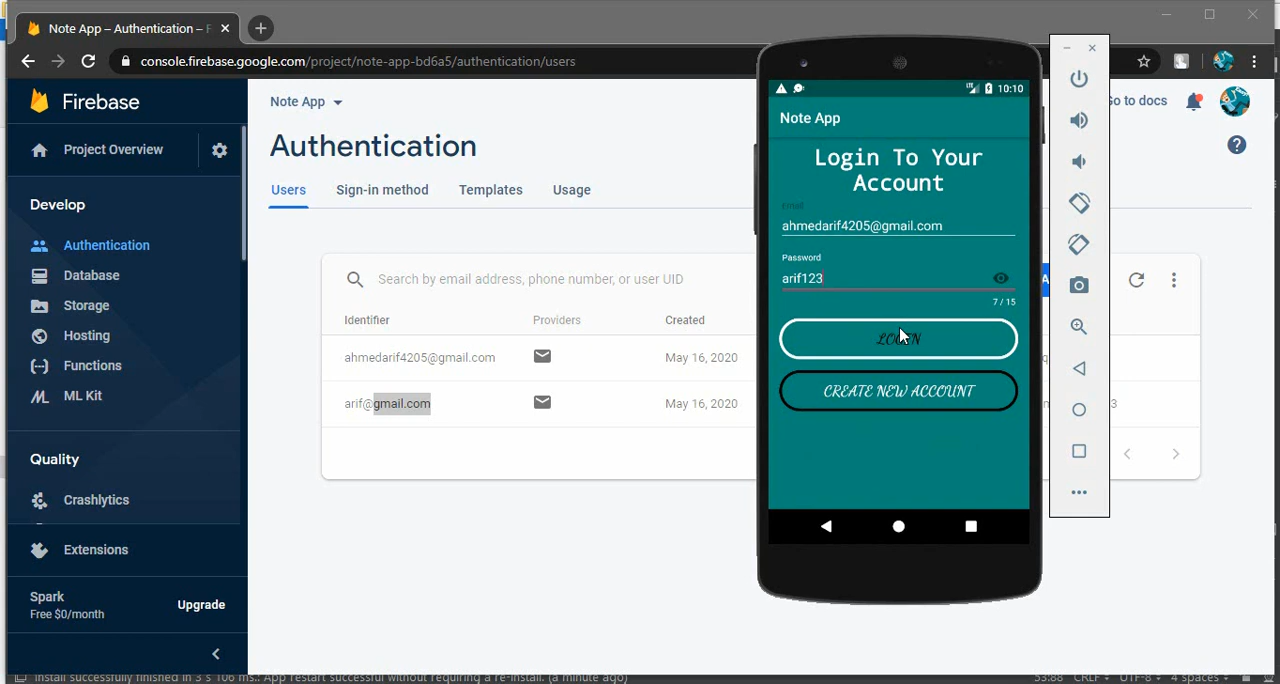 Note App – Authentication – F
console.firebase.google.com/project/note-app-bd6a5/authentication/users
Firebase
Project Overview
Develop
Authentication
Database
Storage
Hosting
Functions
ML Kit
Quality
Crashlytics
Extensions
Spark
Free $0/month
Upgrade
Note App
Go to docs
Authentication
Users
Sign-in method
Templates
Usage
Search by email address, phone number, or user UID
Identifier
Providers
Created
ahmedarif4205@gmail.com
May 16, 2020
arif@gmail.com
May 16, 2020
3
10:10
Note App
Login To Your
Account
Email
ahmedarif4205@gmail.com
Password
arif123
7 / 15
LOGIN
CREATE NEW ACCOUNT
Install successfully finished in 3 s 106 ms.: App restart successful without requiring a re-install. (a minute ago)
53:88 CRLF UTF-8 4 spaces